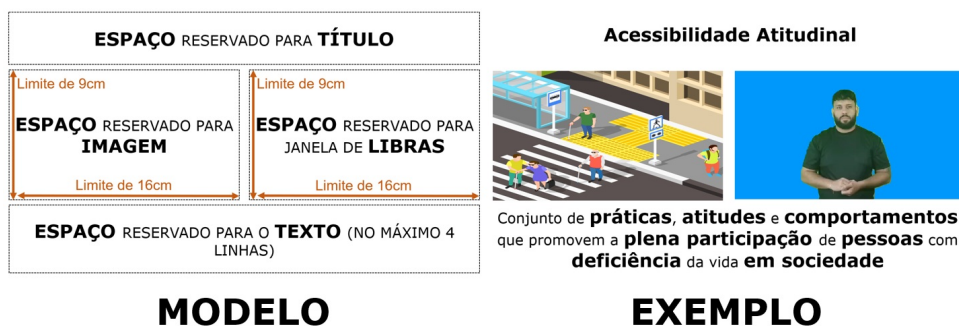 ESPAÇO RESERVADO PARA TÍTULO
Limite de 9cm
ESPAÇO RESERVADO PARA
IMAGEM
Limite de 16cm
Limite de 9cm
ESPAÇO RESERVADO PARA
JANELA DE LIBRAS
Limite de 16cm
ESPAÇO RESERVADO PARA O TEXTO (NO MÁXIMO 4
LINHAS)
MODELO
Acessibilidade Atitudinal
Conjunto de práticas, atitudes e comportamentos
que promovem a plena participação de pessoas com
deficiência da vida em sociedade
EXEMPLO